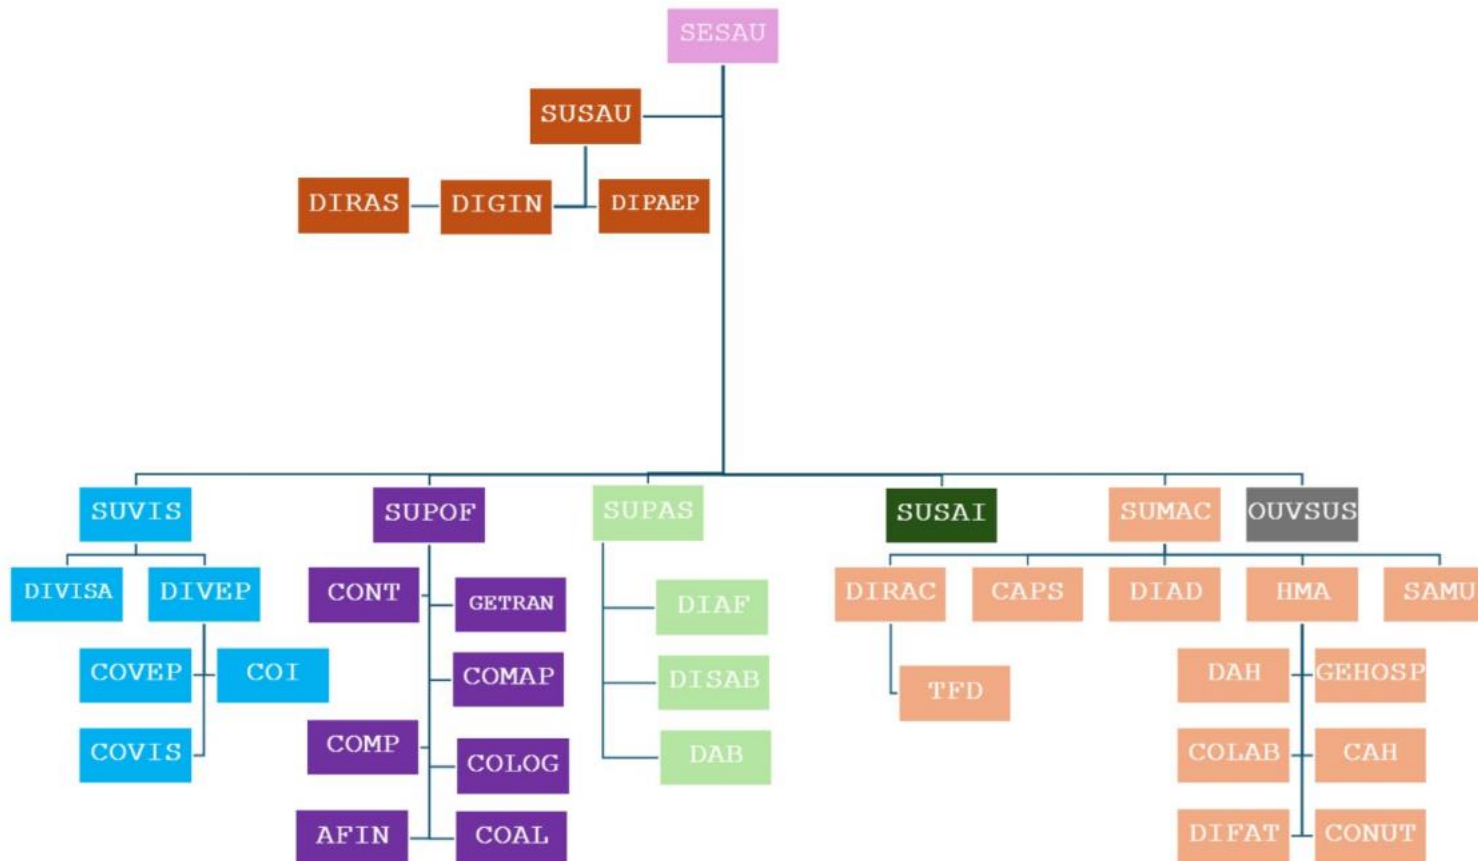 SESAU
SUSAU
DIRAS
DIGIN
DIPAEP
SUVIS
SUPOF
SUPAS
SUSAI
SUMAC
OUVSUS
DIVISA
DIVEP
CONT
GETRAN
DIAF
DIRAC
CAPS
DIAD
HMA
SAMU
COVEP
COI
COMAP
DISAB
TFD
DAH
GEHOSP
COVIS
COMP
COLOG
DAB
COLAB
CAH
AFIN
COAL
DIFAT
CONUT